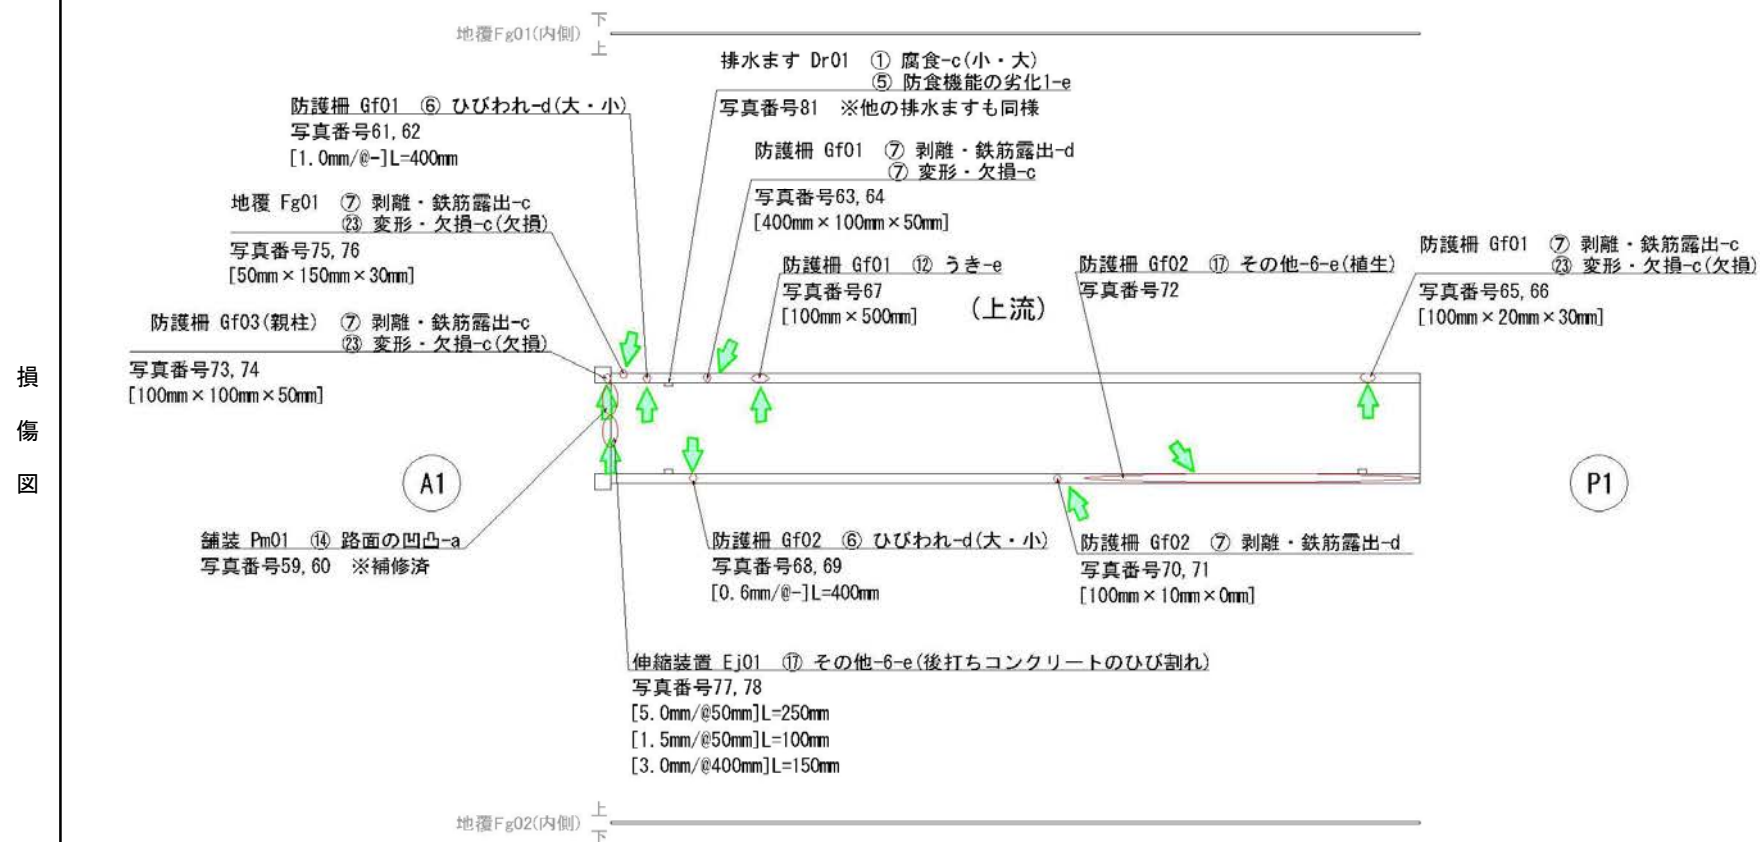 地覆Fg01(内側)
下
上
排水ます Dr01 ① 腐食-c(小・大)
⑤ 防食機能の劣化1-e
写真番号81 ※他の排水ますも同様
防護柵 Gf01 ⑥ ひびわれ-d(大・小)
写真番号61,62
[1.0mm/@-]L=400mm
防護柵 Gf01 ⑦ 剥離・鉄筋露出-d
⑦ 変形・欠損-c
写真番号63,64
[400mm×100mm×50mm]
地覆 Fg01 ⑦ 剥離・鉄筋露出-c
㉓ 変形・欠損-c(欠損)
写真番号75,76
[50mm×150mm×30mm]
防護柵 Gf01 ⑫ うき-e
写真番号67
[100mm×500mm]
(上流)
防護柵 Gf02 ⑰ その他-6-e(植生)
写真番号72
防護柵 Gf01 ⑦ 剥離・鉄筋露出-c
㉓ 変形・欠損-c(欠損)
写真番号65,66
[100mm×20mm×30mm]
防護柵 Gf03(親柱) ⑦ 剥離・鉄筋露出-c
㉓ 変形・欠損-c(欠損)
写真番号73,74
[100mm×100mm×50mm]
損傷図
A1
P1
舗装 Pm01 ⑭ 路面の凹凸-a
写真番号59,60 ※補修済
防護柵 Gf02 ⑥ ひびわれ-d(大・小)
写真番号68,69
[0.6mm/@-]L=400mm
防護柵 Gf02 ⑦ 剥離・鉄筋露出-d
写真番号70,71
[100mm×10mm×0mm]
伸縮装置 Ej01 ⑰ その他-6-e(後打ちコンクリートのひび割れ)
写真番号77,78
[5.0mm/@50mm]L=250mm
[1.5mm/@50mm]L=100mm
[3.0mm/@400mm]L=150mm
地覆Fg02(内側)
上
下